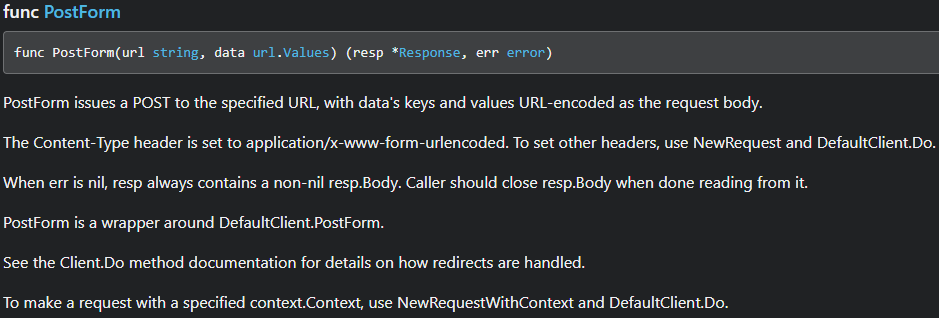 func PostForm
func PostForm(url string, data url.Values) (resp *Response, err error)
PostForm issues a POST to the specified URL, with data's keys and values URL-encoded as the request body.
The Content-Type header is set to application/x-www-form-urlencoded. To set other headers, use NewRequest and DefaultClient.Do.
When err is nil, resp always contains a non-nil resp.Body. Caller should close resp.Body when done reading from it.
PostForm is a wrapper around DefaultClient.PostForm.
See the Client.Do method documentation for details on how redirects are handled.
To make a request with a specified context.Context, use NewRequestWithContext and DefaultClient.Do.